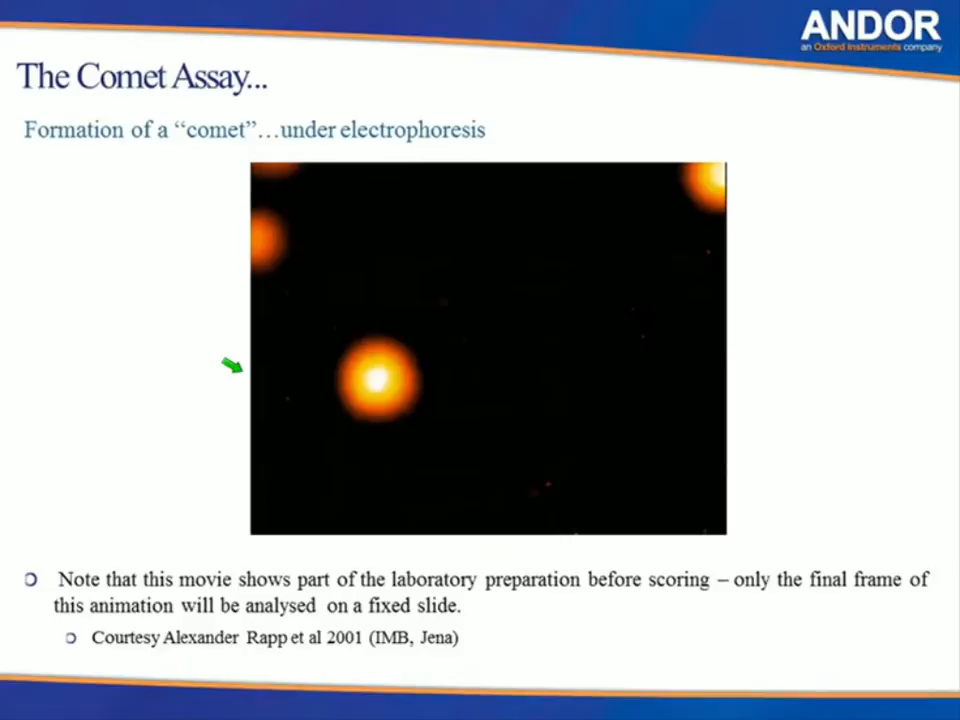 ANDOR
an Oxford Instruments company
The Comet Assay...
Formation of a “comet”…under electrophoresis
Note that this movie shows part of the laboratory preparation before scoring – only the final frame of
this animation will be analysed on a fixed slide.
Courtesy Alexander Rapp et al 2001 (IMB, Jena)